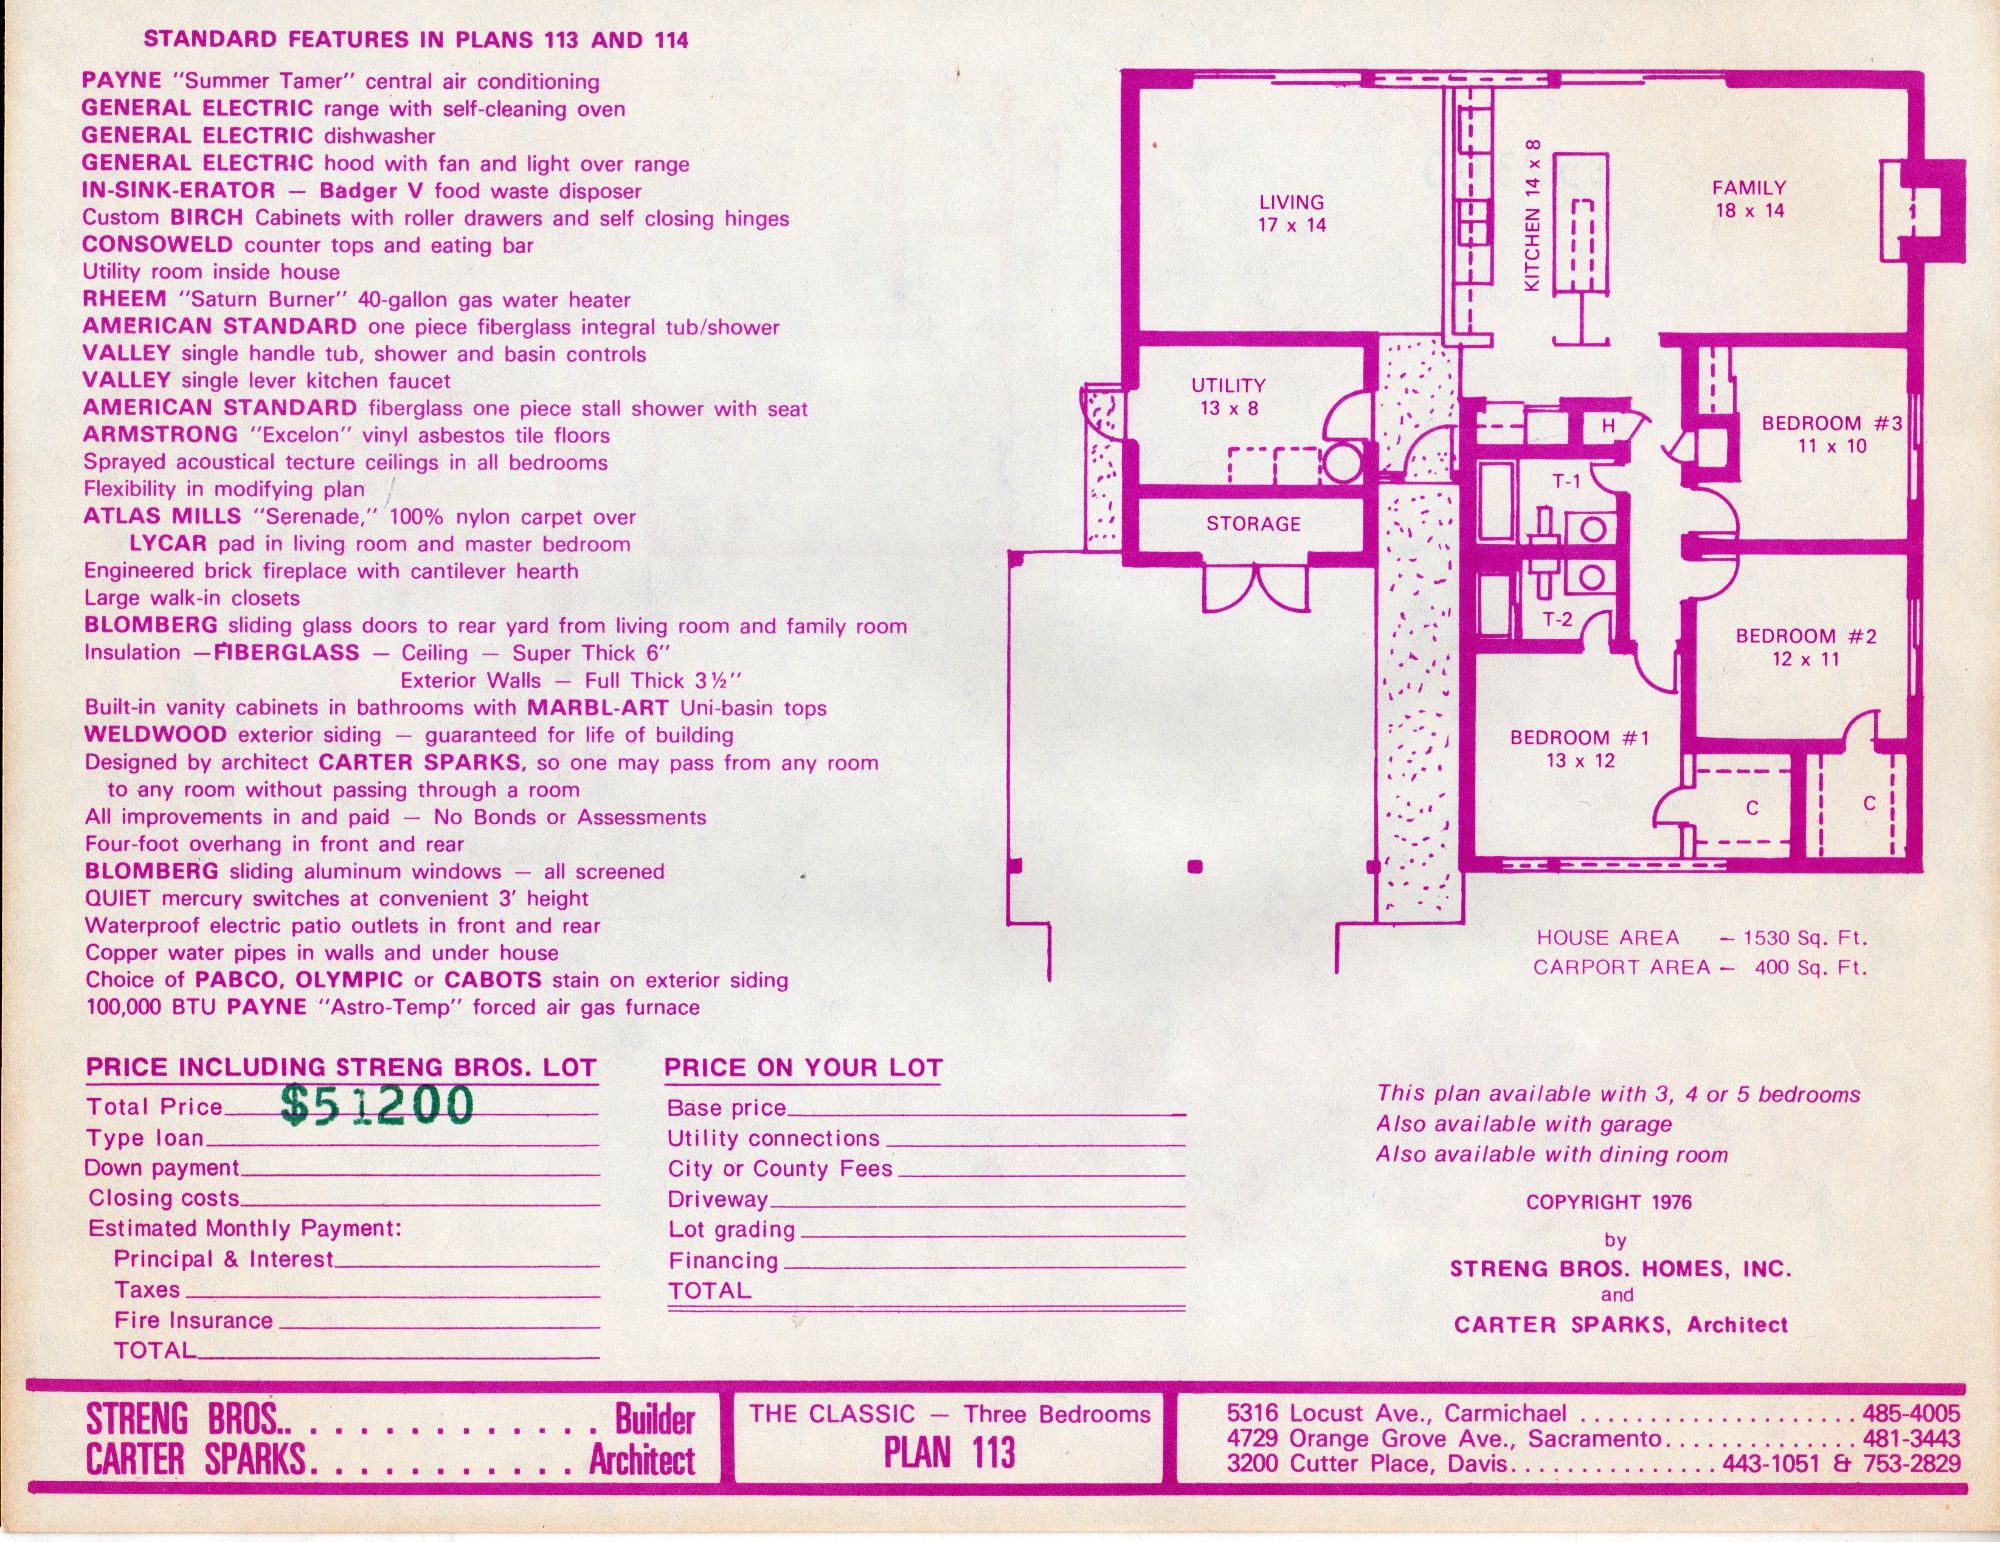 STANDARD FEATURES IN PLANS 113 AND 114
PAYNE "Summer Tamer" central air conditioning
GENERAL ELECTRIC range with self-cleaning oven
GENERAL ELECTRIC dishwasher
GENERAL ELECTRIC hood with fan and light over range
IN-SINK-ERATOR — Badger V food waste disposer
Custom BIRCH Cabinets with roller drawers and self closing hinges
CONSOWELD counter tops and eating bar
Utility room inside house
RHEEM "Saturn Burner" 40-gallon gas water heater
AMERICAN STANDARD one piece fiberglass integral tub/shower
VALLEY single handle tub, shower and basin controls
VALLEY single lever kitchen faucet
AMERICAN STANDARD fiberglass one piece stall shower with seat
ARMSTRONG "Excelon" vinyl asbestos tile floors
Sprayed acoustical tecture ceilings in all bedrooms
Flexibility in modifying plan
ATLAS MILLS "Serenade," 100% nylon carpet over
LYCAR pad in living room and master bedroom
Engineered brick fireplace with cantilever hearth
Large walk-in closets
BLOMBERG sliding glass doors to rear yard from living room and family room
Insulation — FIBERGLASS — Ceiling — Super Thick 6"
Exterior Walls — Full Thick 3½"
Built-in vanity cabinets in bathrooms with MARBL-ART Uni-basin tops
WELDWOOD exterior siding — guaranteed for life of building
Designed by architect CARTER SPARKS, so one may pass from any room
to any room without passing through a room
All improvements in and paid — No Bonds or Assessments
Four-foot overhang in front and rear
BLOMBERG sliding aluminum windows — all screened
QUIET mercury switches at convenient 3' height
Waterproof electric patio outlets in front and rear
Copper water pipes in walls and under house
Choice of PABCO, OLYMPIC or CABOTS stain on exterior siding
100,000 BTU PAYNE "Astro-Temp" forced air gas furnace
LIVING
17 x 14
KITCHEN 14 x 8
FAMILY
18 x 14
UTILITY
13 x 8
H
BEDROOM #3
11 x 10
T-1
STORAGE
T-2
BEDROOM #2
12 x 11
BEDROOM #1
13 x 12
C
C
HOUSE AREA — 1530 Sq. Ft.
CARPORT AREA — 400 Sq. Ft.
PRICE INCLUDING STRENG BROS. LOT
Total Price $51200
Type loan
Down payment
Closing costs
Estimated Monthly Payment:
Principal & Interest
Taxes
Fire Insurance
TOTAL
PRICE ON YOUR LOT
Base price
Utility connections
City or County Fees
Driveway
Lot grading
Financing
TOTAL
This plan available with 3, 4 or 5 bedrooms
Also available with garage
Also available with dining room
COPYRIGHT 1976
by
STRENG BROS. HOMES, INC.
and
CARTER SPARKS, Architect
STRENG BROS.. . . . . . . . . . . . . Builder
CARTER SPARKS. . . . . . . . . . . . Architect
THE CLASSIC — Three Bedrooms
PLAN 113
5316 Locust Ave., Carmichael . . . . . . . . . . . . . . . . . . . . 485-4005
4729 Orange Grove Ave., Sacramento. . . . . . . . . . . . . . 481-3443
3200 Cutter Place, Davis. . . . . . . . . . . . . . . 443-1051 & 753-2829